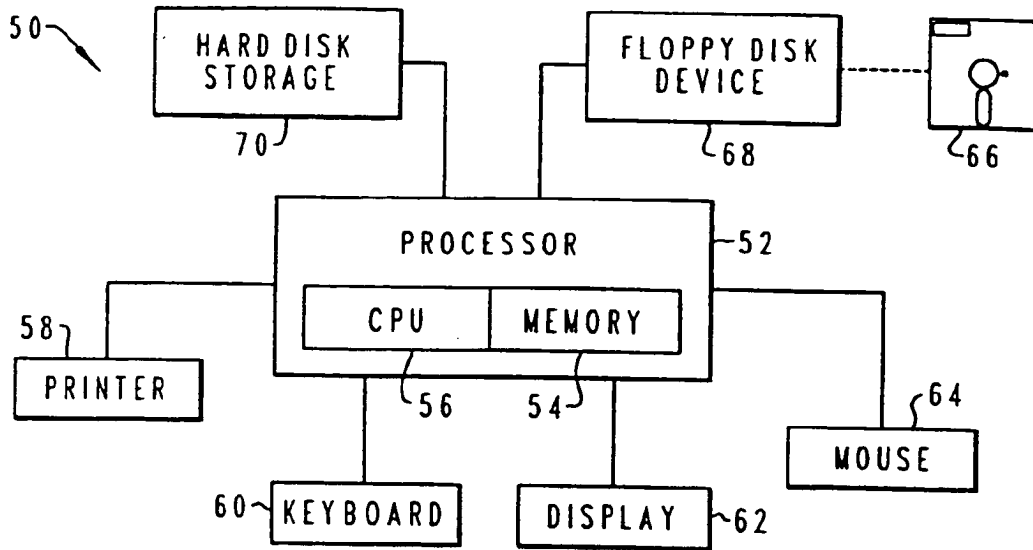 50
HARD DISK
STORAGE
70
FLOPPY DISK
DEVICE
68
66
PROCESSOR
52
CPU
MEMORY
56
54
58
PRINTER
64
MOUSE
60
KEYBOARD
DISPLAY
62